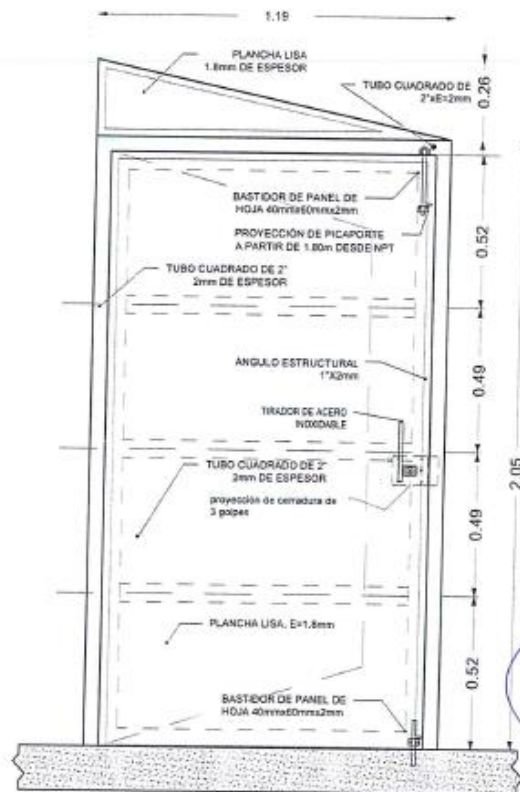 1.19
PLANCHA LISA
1.8mm DE ESPESOR
TUBO CUADRADO DE
2"xE=2mm
0.26
BASTIDOR DE PANEL DE
HOJA 40mmx60mmx2mm
PROYECCIÓN DE PICAPORTE
A PARTIR DE 1.80m DESDE NPT
0.52
TUBO CUADRADO DE 2"
2mm DE ESPESOR
ÁNGULO ESTRUCTURAL
1"X2mm
0.49
TIRADOR DE ACERO
INOXIDABLE
TUBO CUADRADO DE 2"
2mm DE ESPESOR
proyección de cerradura de
3 golpes
2.05
0.49
PLANCHA LISA, E=1.8mm
0.52
BASTIDOR DE PANEL DE
HOJA 40mmx60mmx2mm